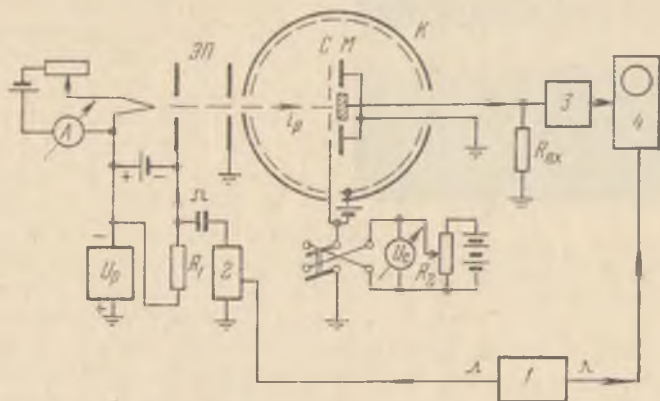 ЭП
С М
К
А
i_p
3
4
R_вх
+ -
-
U_p
+
R_1
2
U_c
R_2
1